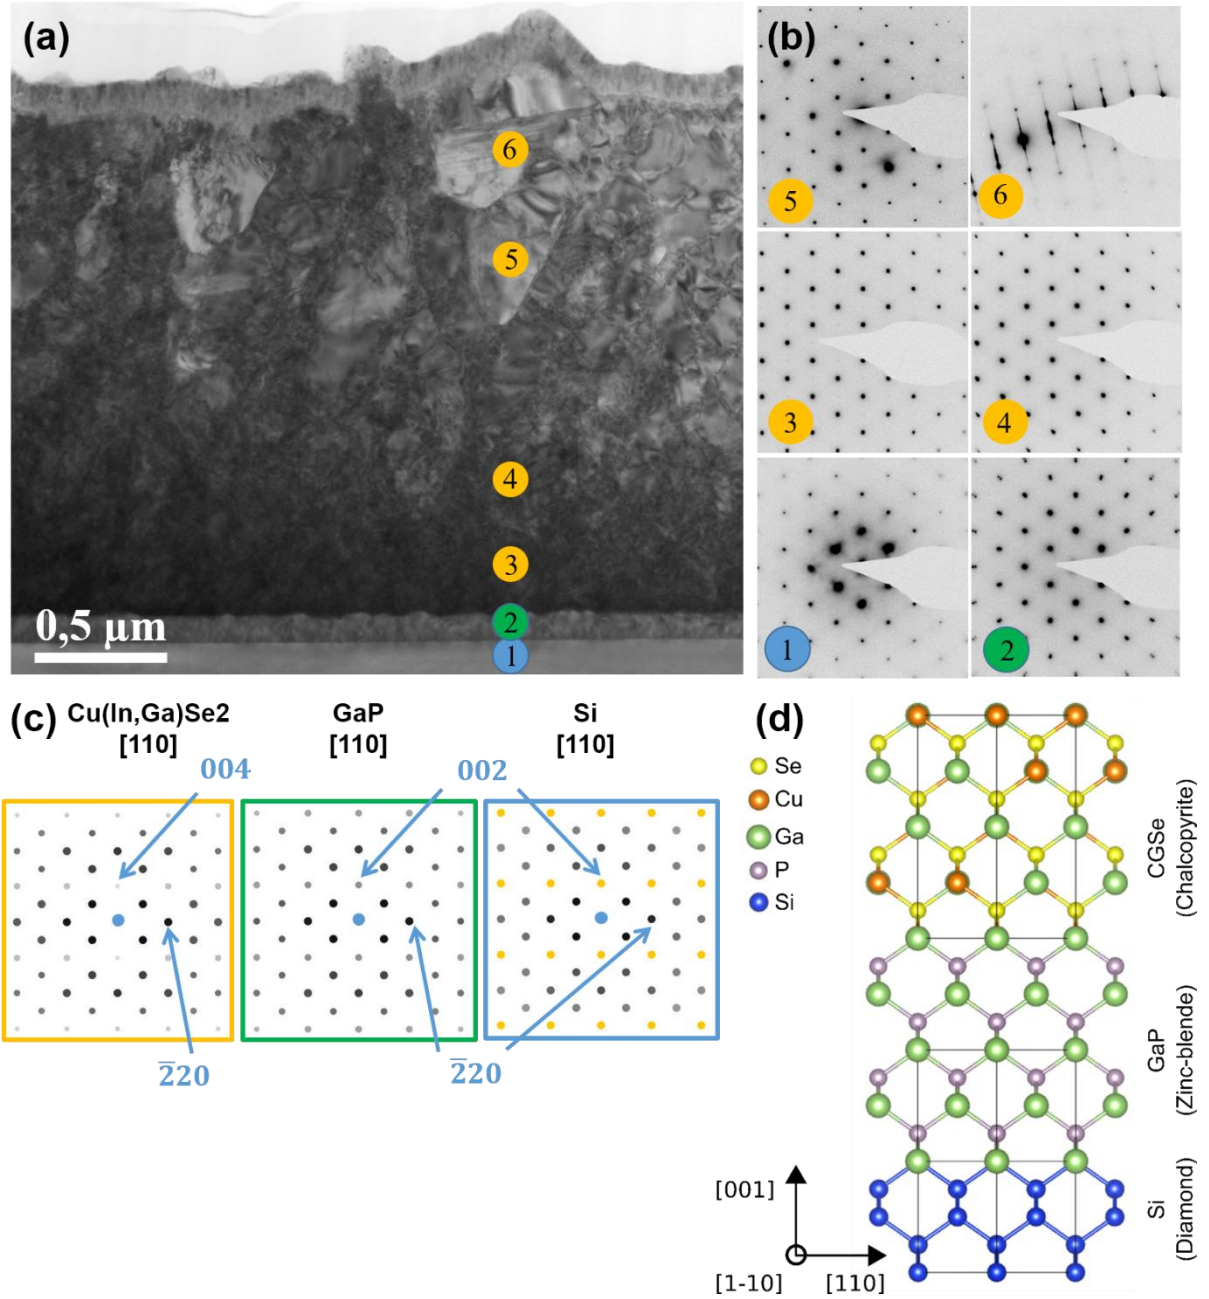 (a)
6
5
4
3
2
1
0,5 µm
(b)
5
6
3
4
1
2
(c)
Cu(In,Ga)Se2
[110]
GaP
[110]
Si
[110]
004
002
2̅20
2̅20
(d)
Se
Cu
Ga
P
Si
CGSe
(Chalcopyrite)
GaP
(Zinc-blende)
Si
(Diamond)
[001]
[1-10]
[110]